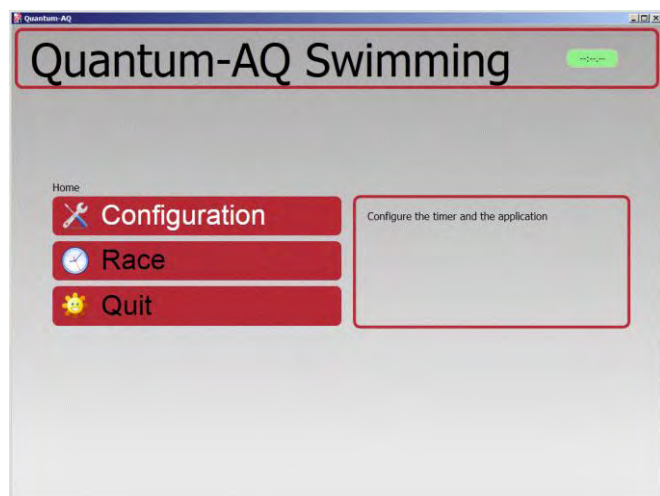 Quantum-AQ
Quantum-AQ Swimming
--:--.--
Home
Configuration
Configure the timer and the application
Race
Quit